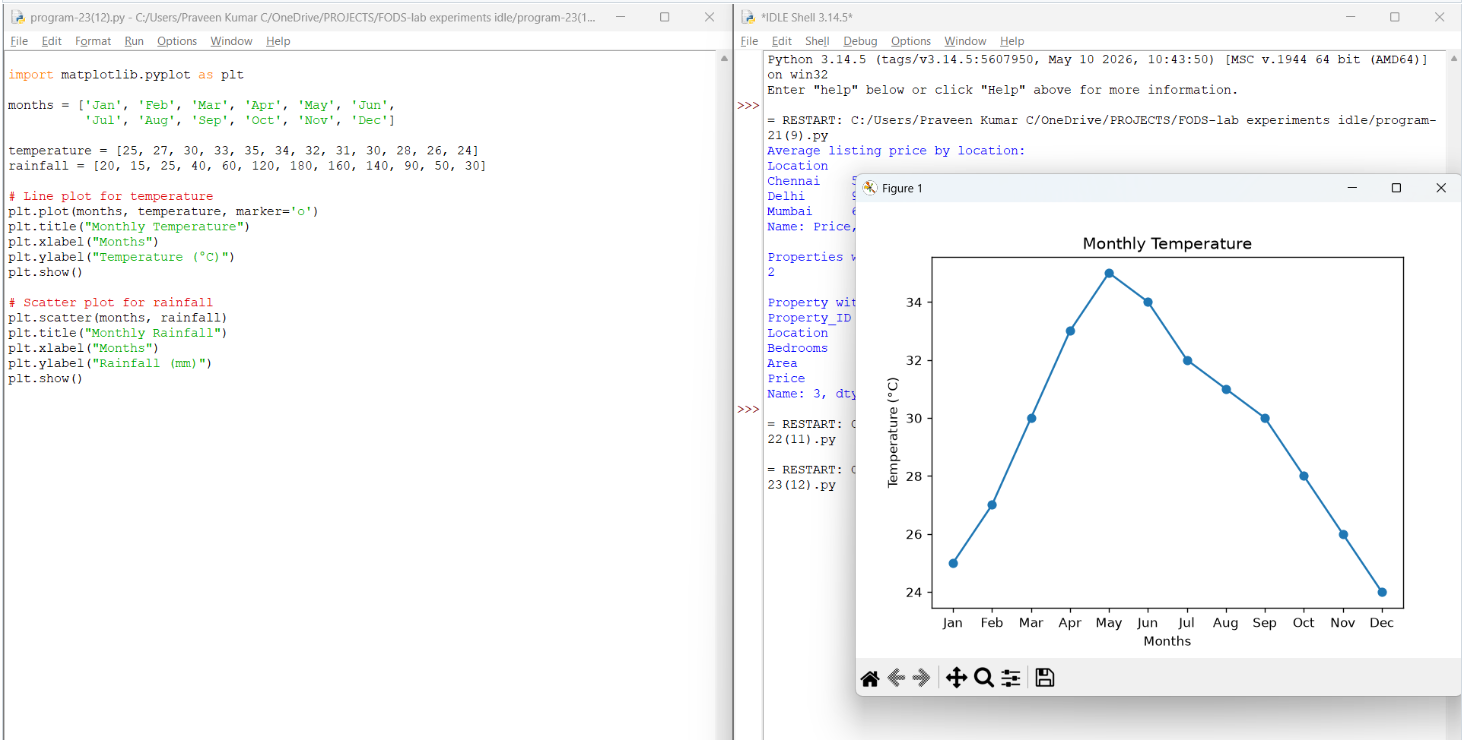 program-23(12).py - C:/Users/Praveen Kumar C/OneDrive/PROJECTS/FODS-lab experiments idle/program-23(1...
File Edit Format Run Options Window Help
import matplotlib.pyplot as plt
months = ['Jan', 'Feb', 'Mar', 'Apr', 'May', 'Jun',
'Jul', 'Aug', 'Sep', 'Oct', 'Nov', 'Dec']
temperature = [25, 27, 30, 33, 35, 34, 32, 31, 30, 28, 26, 24]
rainfall = [20, 15, 25, 40, 60, 120, 180, 160, 140, 90, 50, 30]
# Line plot for temperature
plt.plot(months, temperature, marker='o')
plt.title("Monthly Temperature")
plt.xlabel("Months")
plt.ylabel("Temperature (°C)")
plt.show()
# Scatter plot for rainfall
plt.scatter(months, rainfall)
plt.title("Monthly Rainfall")
plt.xlabel("Months")
plt.ylabel("Rainfall (mm)")
plt.show()
*IDLE Shell 3.14.5*
File Edit Shell Debug Options Window Help
Python 3.14.5 (tags/v3.14.5:5607950, May 10 2026, 10:43:50) [MSC v.1944 64 bit (AMD64)]
on win32
Enter "help" below or click "Help" above for more information.
>>>
= RESTART: C:/Users/Praveen Kumar C/OneDrive/PROJECTS/FODS-lab experiments idle/program-
21(9).py
Average listing price by location:
Location
Chennai
Delhi
Mumbai
Name: Price,
Properties
2
Property
Property_ID
Location
Bedrooms
Area
Price
Name: 3,
>>>
= RESTART:
22(11).py
= RESTART:
23(12).py
Figure 1
Monthly Temperature
Temperature (°C)
34
32
30
28
26
24
Jan Feb Mar Apr May Jun Jul Aug Sep Oct Nov Dec
Months